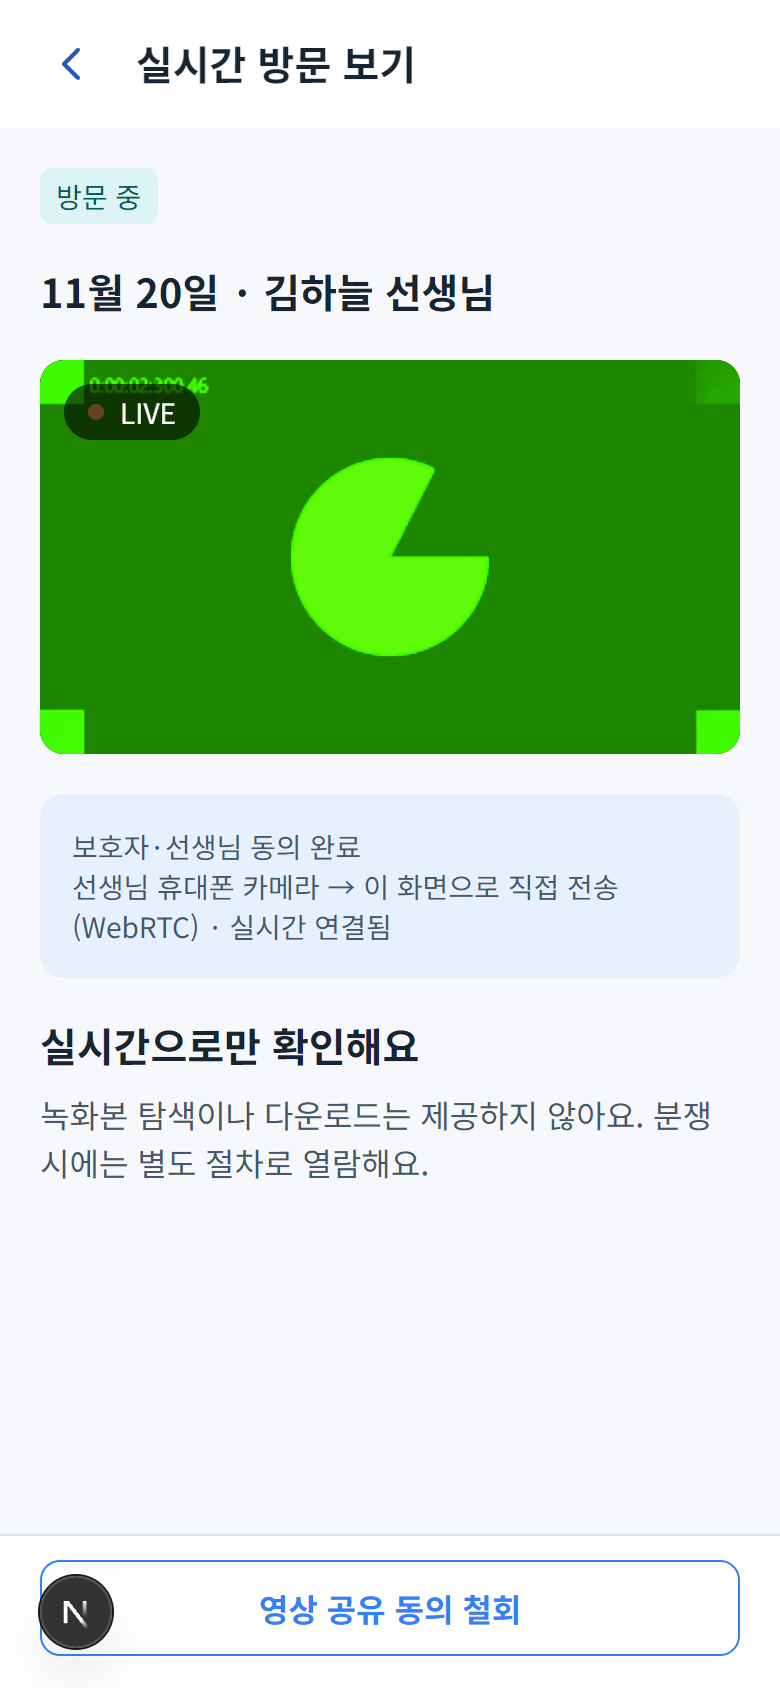 실시간 방문 보기
방문 중
11월 20일 · 김하늘 선생님
LIVE
보호자·선생님 동의 완료
선생님 휴대폰 카메라 → 이 화면으로 직접 전송
(WebRTC) · 실시간 연결됨
실시간으로만 확인해요
녹화본 탐색이나 다운로드는 제공하지 않아요. 분쟁
시에는 별도 절차로 열람해요.
영상 공유 동의 철회
N